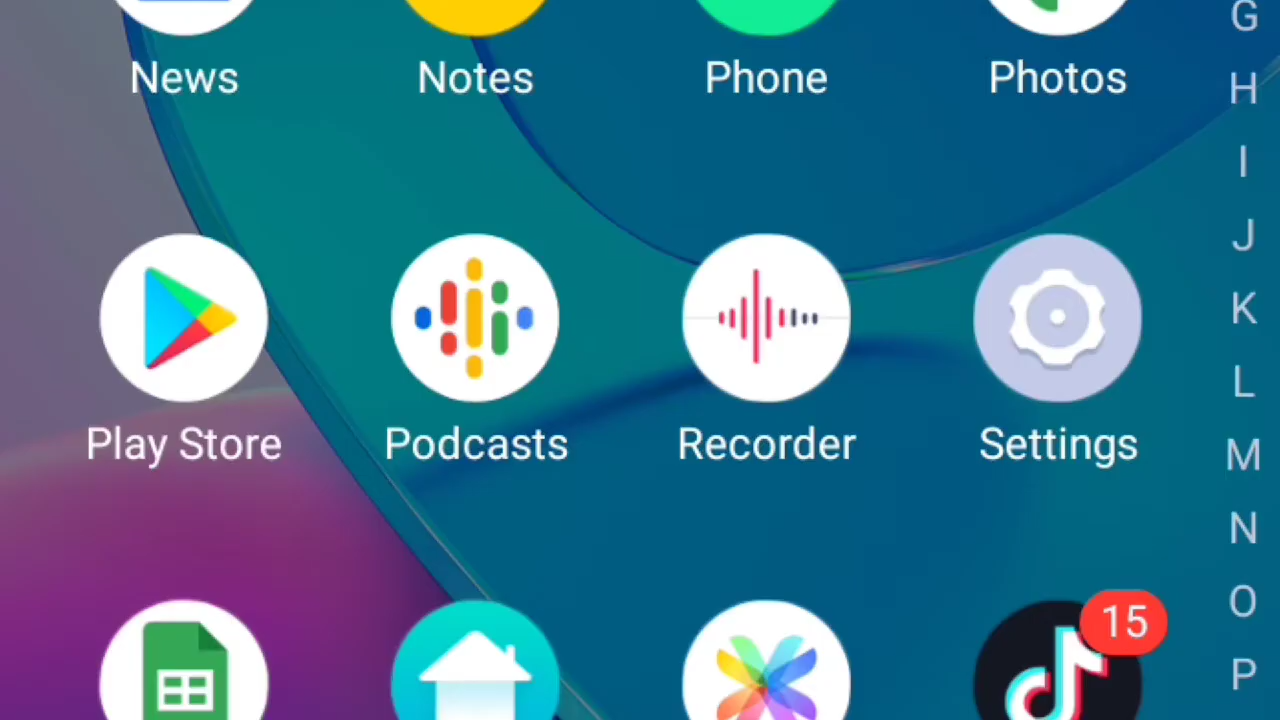 News Notes Phone Photos
Play Store Podcasts Recorder Settings
15
G
H
I
J
K
L
M
N
O
P